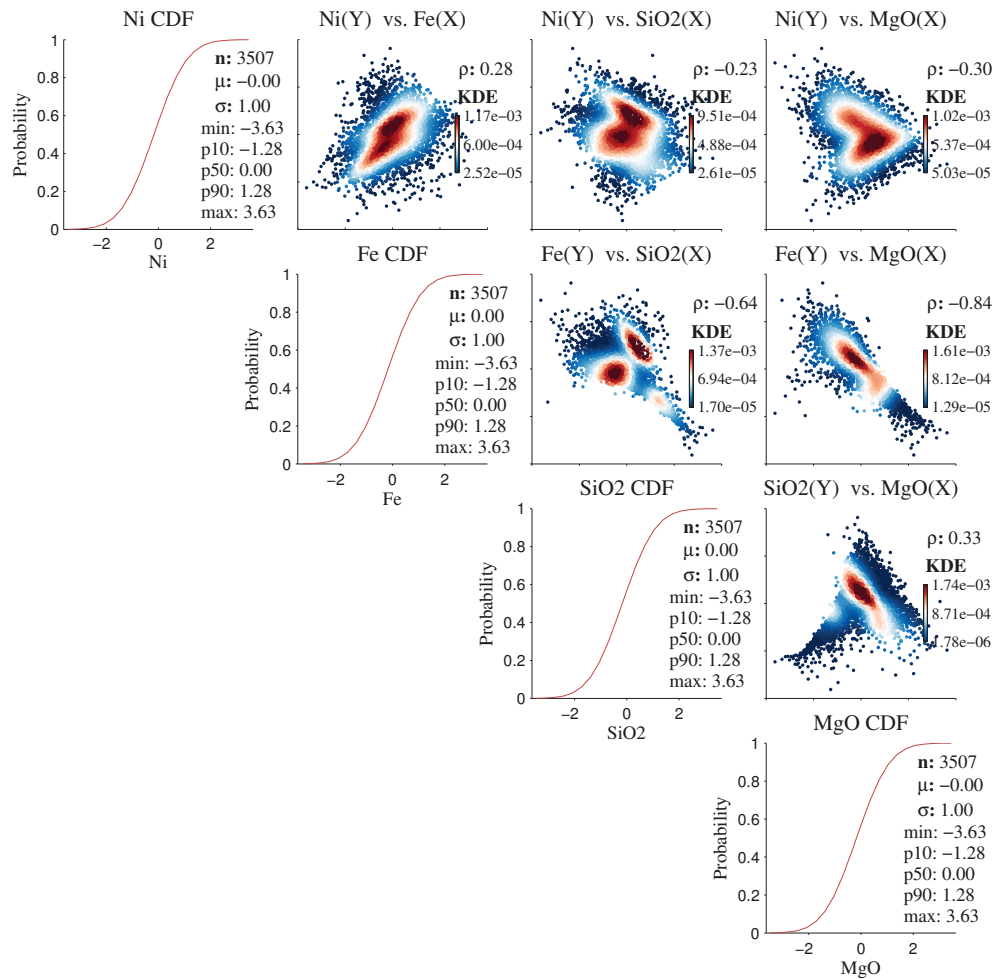 Ni CDF
Probability
1
0.8
0.6
0.4
0.2
0
−2
0
2
Ni
n: 3507
μ: −0.00
σ: 1.00
min: −3.63
p10: −1.28
p50: 0.00
p90: 1.28
max: 3.63
Ni(Y) vs. Fe(X)
ρ: 0.28
KDE
1.17e−03
6.00e−04
2.52e−05
Ni(Y) vs. SiO2(X)
ρ: −0.23
KDE
9.51e−04
4.88e−04
2.61e−05
Ni(Y) vs. MgO(X)
ρ: −0.30
KDE
1.02e−03
5.37e−04
5.03e−05
Fe CDF
Probability
1
0.8
0.6
0.4
0.2
0
−2
0
2
Fe
n: 3507
μ: 0.00
σ: 1.00
min: −3.63
p10: −1.28
p50: 0.00
p90: 1.28
max: 3.63
Fe(Y) vs. SiO2(X)
ρ: −0.64
KDE
1.37e−03
6.94e−04
1.70e−05
Fe(Y) vs. MgO(X)
ρ: −0.84
KDE
1.61e−03
8.12e−04
1.29e−05
SiO2 CDF
Probability
1
0.8
0.6
0.4
0.2
0
−2
0
2
SiO2
n: 3507
μ: 0.00
σ: 1.00
min: −3.63
p10: −1.28
p50: 0.00
p90: 1.28
max: 3.63
SiO2(Y) vs. MgO(X)
ρ: 0.33
KDE
1.74e−03
8.71e−04
1.78e−06
MgO CDF
Probability
1
0.8
0.6
0.4
0.2
0
−2
0
2
MgO
n: 3507
μ: −0.00
σ: 1.00
min: −3.63
p10: −1.28
p50: 0.00
p90: 1.28
max: 3.63